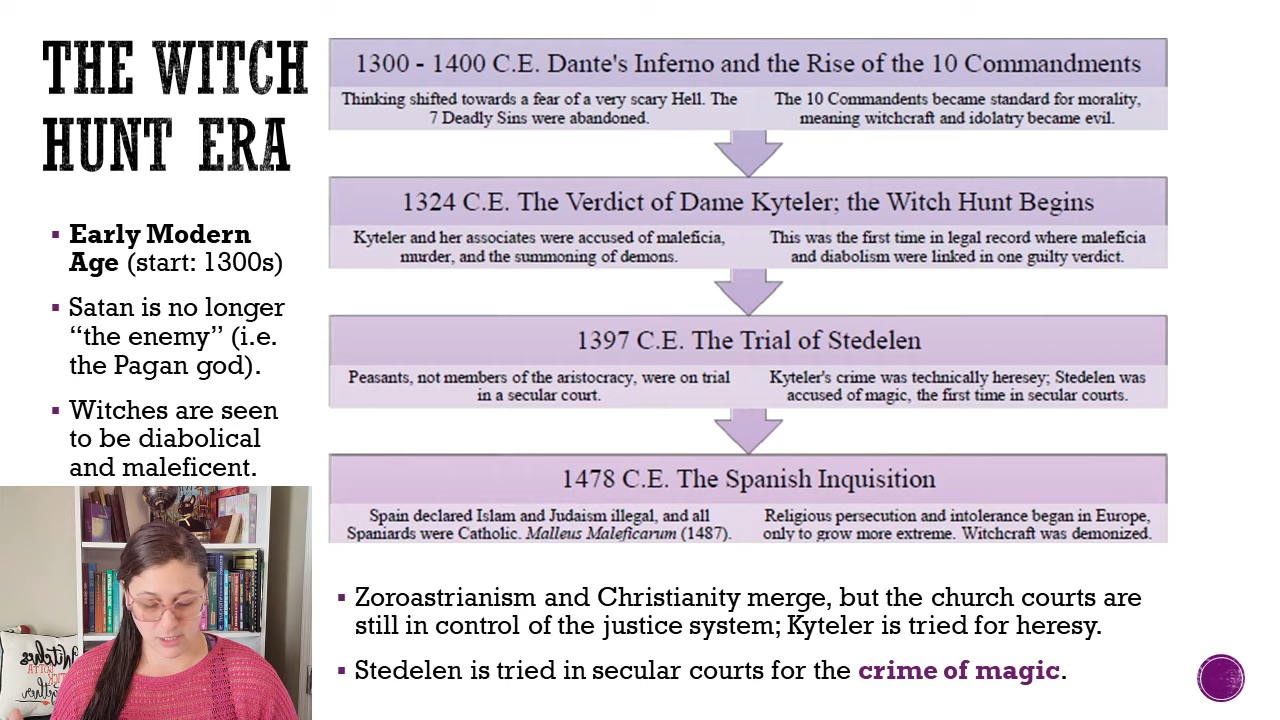 THE WITCH
HUNT ERA
▪ Early Modern
Age (start: 1300s)
▪ Satan is no longer
“the enemy” (i.e.
the Pagan god).
▪ Witches are seen
to be diabolical
and maleficent.
1300 - 1400 C.E. Dante's Inferno and the Rise of the 10 Commandments
Thinking shifted towards a fear of a very scary Hell. The
7 Deadly Sins were abandoned.
The 10 Commandents became standard for morality,
meaning witchcraft and idolatry became evil.
1324 C.E. The Verdict of Dame Kyteler; the Witch Hunt Begins
Kyteler and her associates were accused of maleficia,
murder, and the summoning of demons.
This was the first time in legal record where maleficia
and diabolism were linked in one guilty verdict.
1397 C.E. The Trial of Stedelen
Peasants, not members of the aristocracy, were on trial
in a secular court.
Kyteler's crime was technically heresey; Stedelen was
accused of magic, the first time in secular courts.
1478 C.E. The Spanish Inquisition
Spain declared Islam and Judaism illegal, and all
Spaniards were Catholic. Malleus Maleficarum (1487).
Religious persecution and intolerance began in Europe,
only to grow more extreme. Witchcraft was demonized.
▪ Zoroastrianism and Christianity merge, but the church courts are
still in control of the justice system; Kyteler is tried for heresy.
▪ Stedelen is tried in secular courts for the crime of magic.
Witches
together